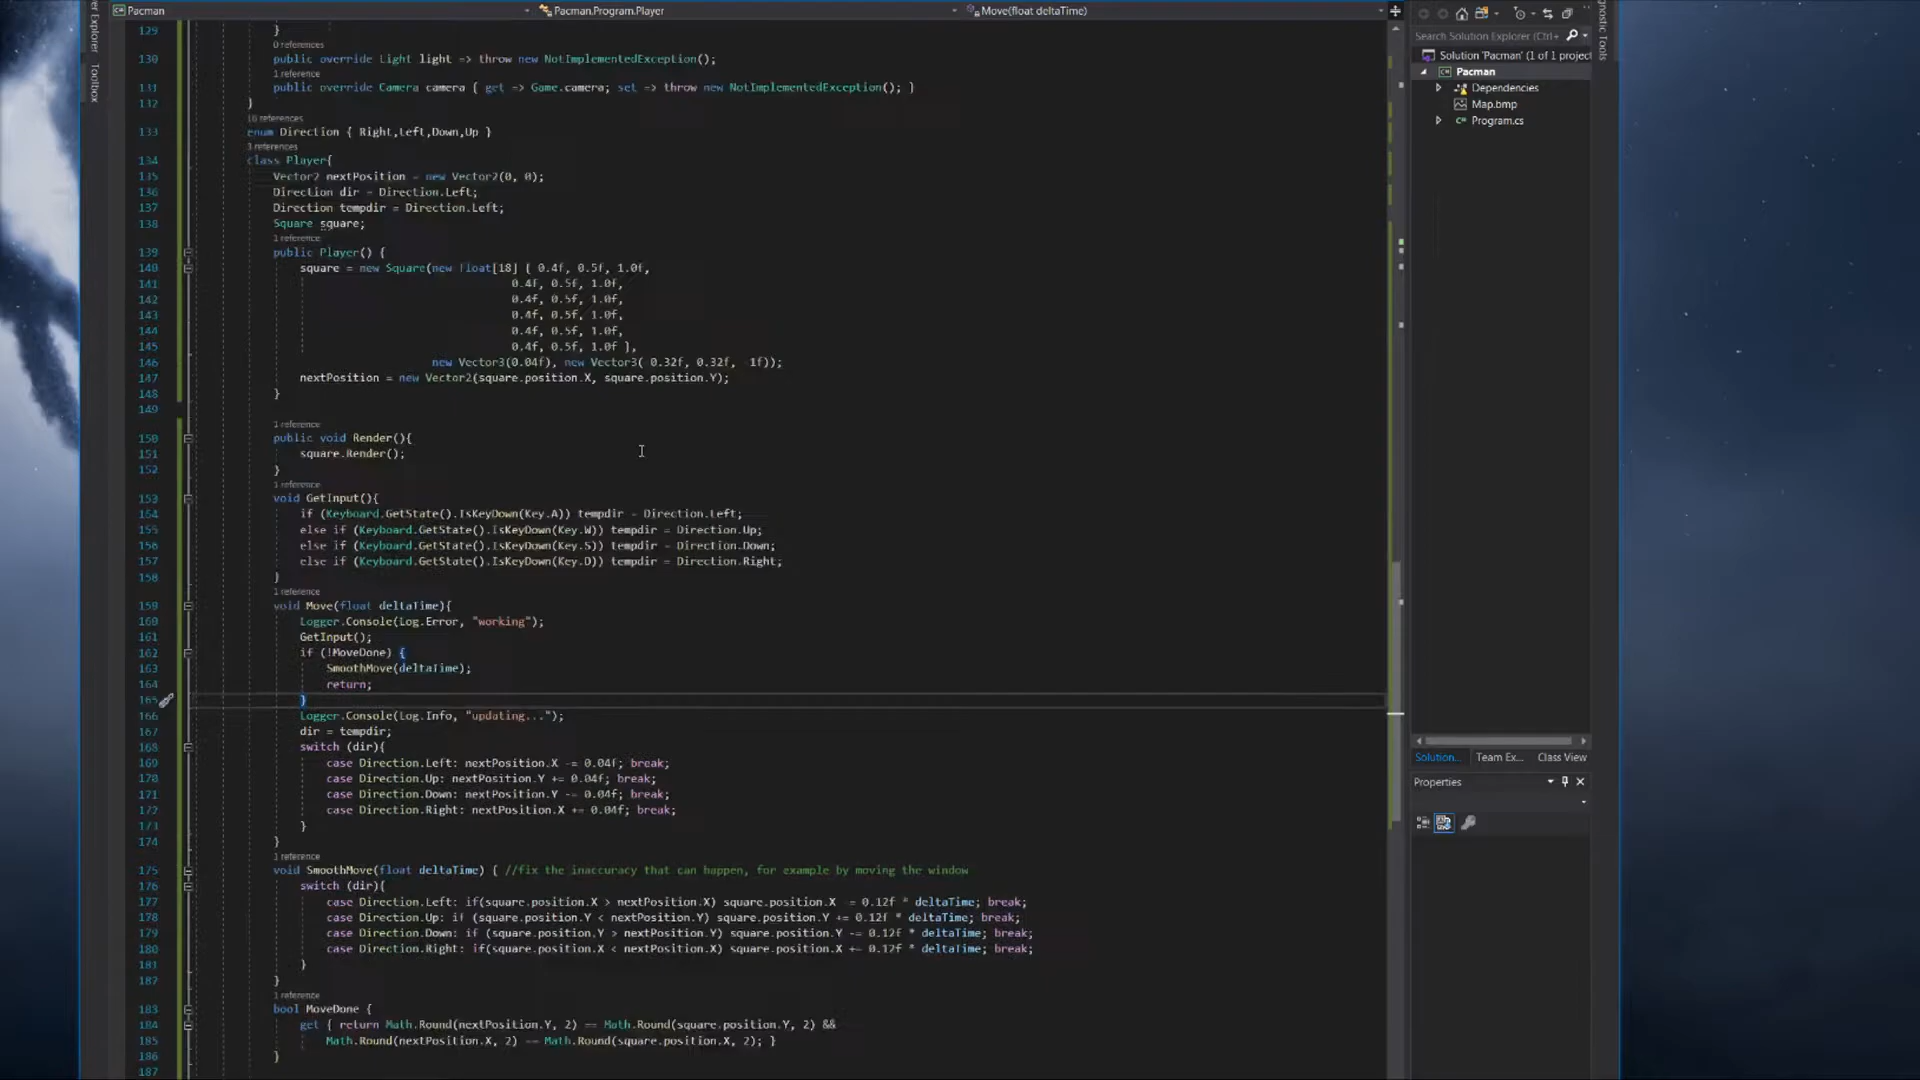 Pacman
Pacman.Program.Player
Move(float deltaTime)
129 }
0 references
130 public override Light light => throw new NotImplementedException();
1 reference
131 public override Camera camera { get => Game.camera; set => throw new NotImplementedException(); }
132 }
references
133 enum Direction { Right,Left,Down,Up }
3 references
134 class Player{
135 Vector2 nextPosition = new Vector2(0, 0);
136 Direction dir = Direction.Left;
137 Direction tempdir = Direction.Left;
138 Square square;
1 reference
139 public Player() {
140 square = new Square(new float[18] { 0.4f, 0.5f, 1.0f,
141 0.4f, 0.5f, 1.0f,
142 0.4f, 0.5f, 1.0f,
143 0.4f, 0.5f, 1.0f,
144 0.4f, 0.5f, 1.0f,
145 0.4f, 0.5f, 1.0f },
146 new Vector3(0.04f), new Vector3( 0.32f, 0.32f, 1f));
147 nextPosition = new Vector2(square.position.X, square.position.Y);
148 }
149
1 reference
150 public void Render(){
151 square.Render();
152 }
1 reference
153 void GetInput(){
154 if (Keyboard.GetState().IsKeyDown(Key.A)) tempdir = Direction.Left;
155 else if (Keyboard.GetState().IsKeyDown(Key.W)) tempdir = Direction.Up;
156 else if (Keyboard.GetState().IsKeyDown(Key.S)) tempdir = Direction.Down;
157 else if (Keyboard.GetState().IsKeyDown(Key.D)) tempdir = Direction.Right;
158 }
1 reference
159 void Move(float deltaTime){
160 Logger.Console(Log.Error, "working");
161 GetInput();
162 if (!MoveDone) {
163 SmoothMove(deltaTime);
164 return;
165 }
166 Logger.Console(Log.Info, "updating...");
167 dir = tempdir;
168 switch (dir){
169 case Direction.Left: nextPosition.X -= 0.04f; break;
170 case Direction.Up: nextPosition.Y += 0.04f; break;
171 case Direction.Down: nextPosition.Y -= 0.04f; break;
172 case Direction.Right: nextPosition.X += 0.04f; break;
173 }
174 }
1 reference
175 void SmoothMove(float deltaTime) { //fix the inaccuracy that can happen, for example by moving the window
176 switch (dir){
177 case Direction.Left: if(square.position.X > nextPosition.X) square.position.X -= 0.12f * deltaTime; break;
178 case Direction.Up: if (square.position.Y < nextPosition.Y) square.position.Y += 0.12f * deltaTime; break;
179 case Direction.Down: if (square.position.Y > nextPosition.Y) square.position.Y -= 0.12f * deltaTime; break;
180 case Direction.Right: if(square.position.X < nextPosition.X) square.position.X += 0.12f * deltaTime; break;
181 }
182 }
1 reference
183 bool MoveDone {
184 get { return Math.Round(nextPosition.Y, 2) == Math.Round(square.position.Y, 2) &&
185 Math.Round(nextPosition.X, 2) == Math.Round(square.position.X, 2); }
186 }
187
er Explorer
Toolbox
Search Solution Explorer (Ctrl+
Solution 'Pacman' (1 of 1 project
Pacman
Dependencies
Map.bmp
Program.cs
Solution...
Team Ex...
Class View
Properties
gnostic Tools